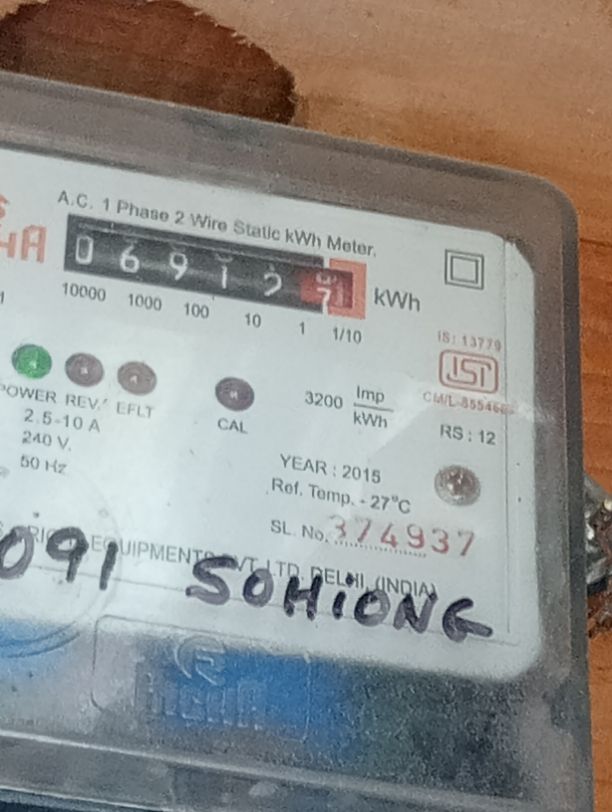 A.C. 1 Phase 2 Wire Static kWh Meter.
0 6 9 1 2 7 kWh
10000 1000 100 10 1 1/10
IS: 13779
ISI
3200 Imp/kWh
POWER REV. EFLT
CAL
RS : 12
2.5-10 A
240 V.
50 Hz
YEAR : 2015
Ref. Temp. - 27°C
SL. No. 374937
EQUIPMENTS PVT. LTD. DELHI, (INDIA)
091 SOHIONG